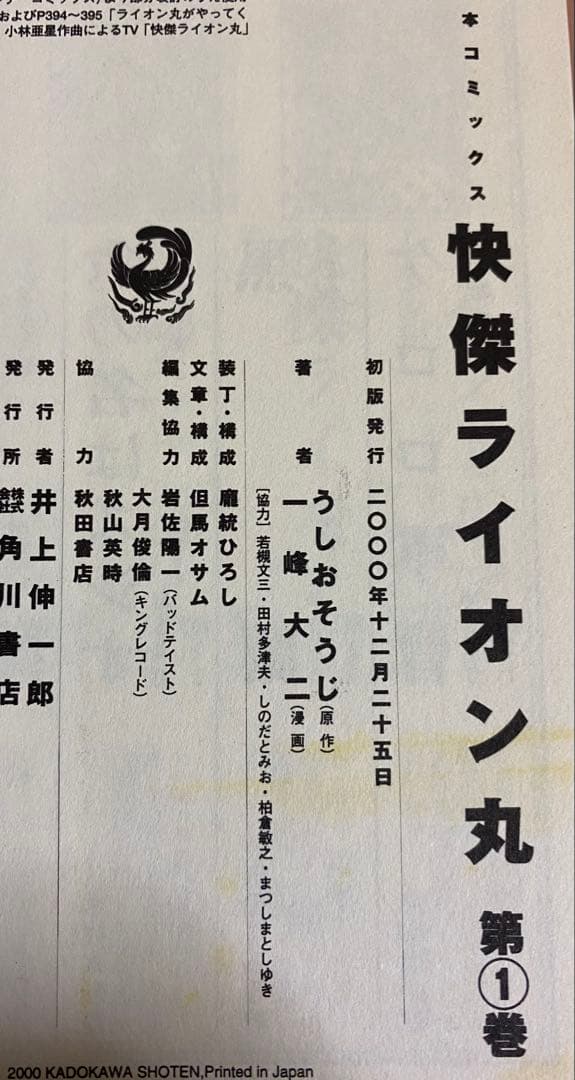 本コミックス
快傑ライオン丸 第①巻
初版発行 二〇〇〇年十二月二十五日
著者 うしおそうじ(原作)
一峰大二(漫画)
[協力]若槻文三・田村多津夫・しのだとみお・柏倉敏之・まつしまとしゆき
装丁・構成 龐統ひろし
文章・構成 但馬オサム
編集協力 岩佐陽一(バッドテイスト)
大月俊倫(キングレコード)
秋山英時
協力 秋田書店
発行者 井上伸一郎
発行所 株式会社角川書店
およびP394〜395「ライオン丸がやってく
小林亜星作曲によるTV「快傑ライオン丸」
2000 KADOKAWA SHOTEN,Printed in Japan